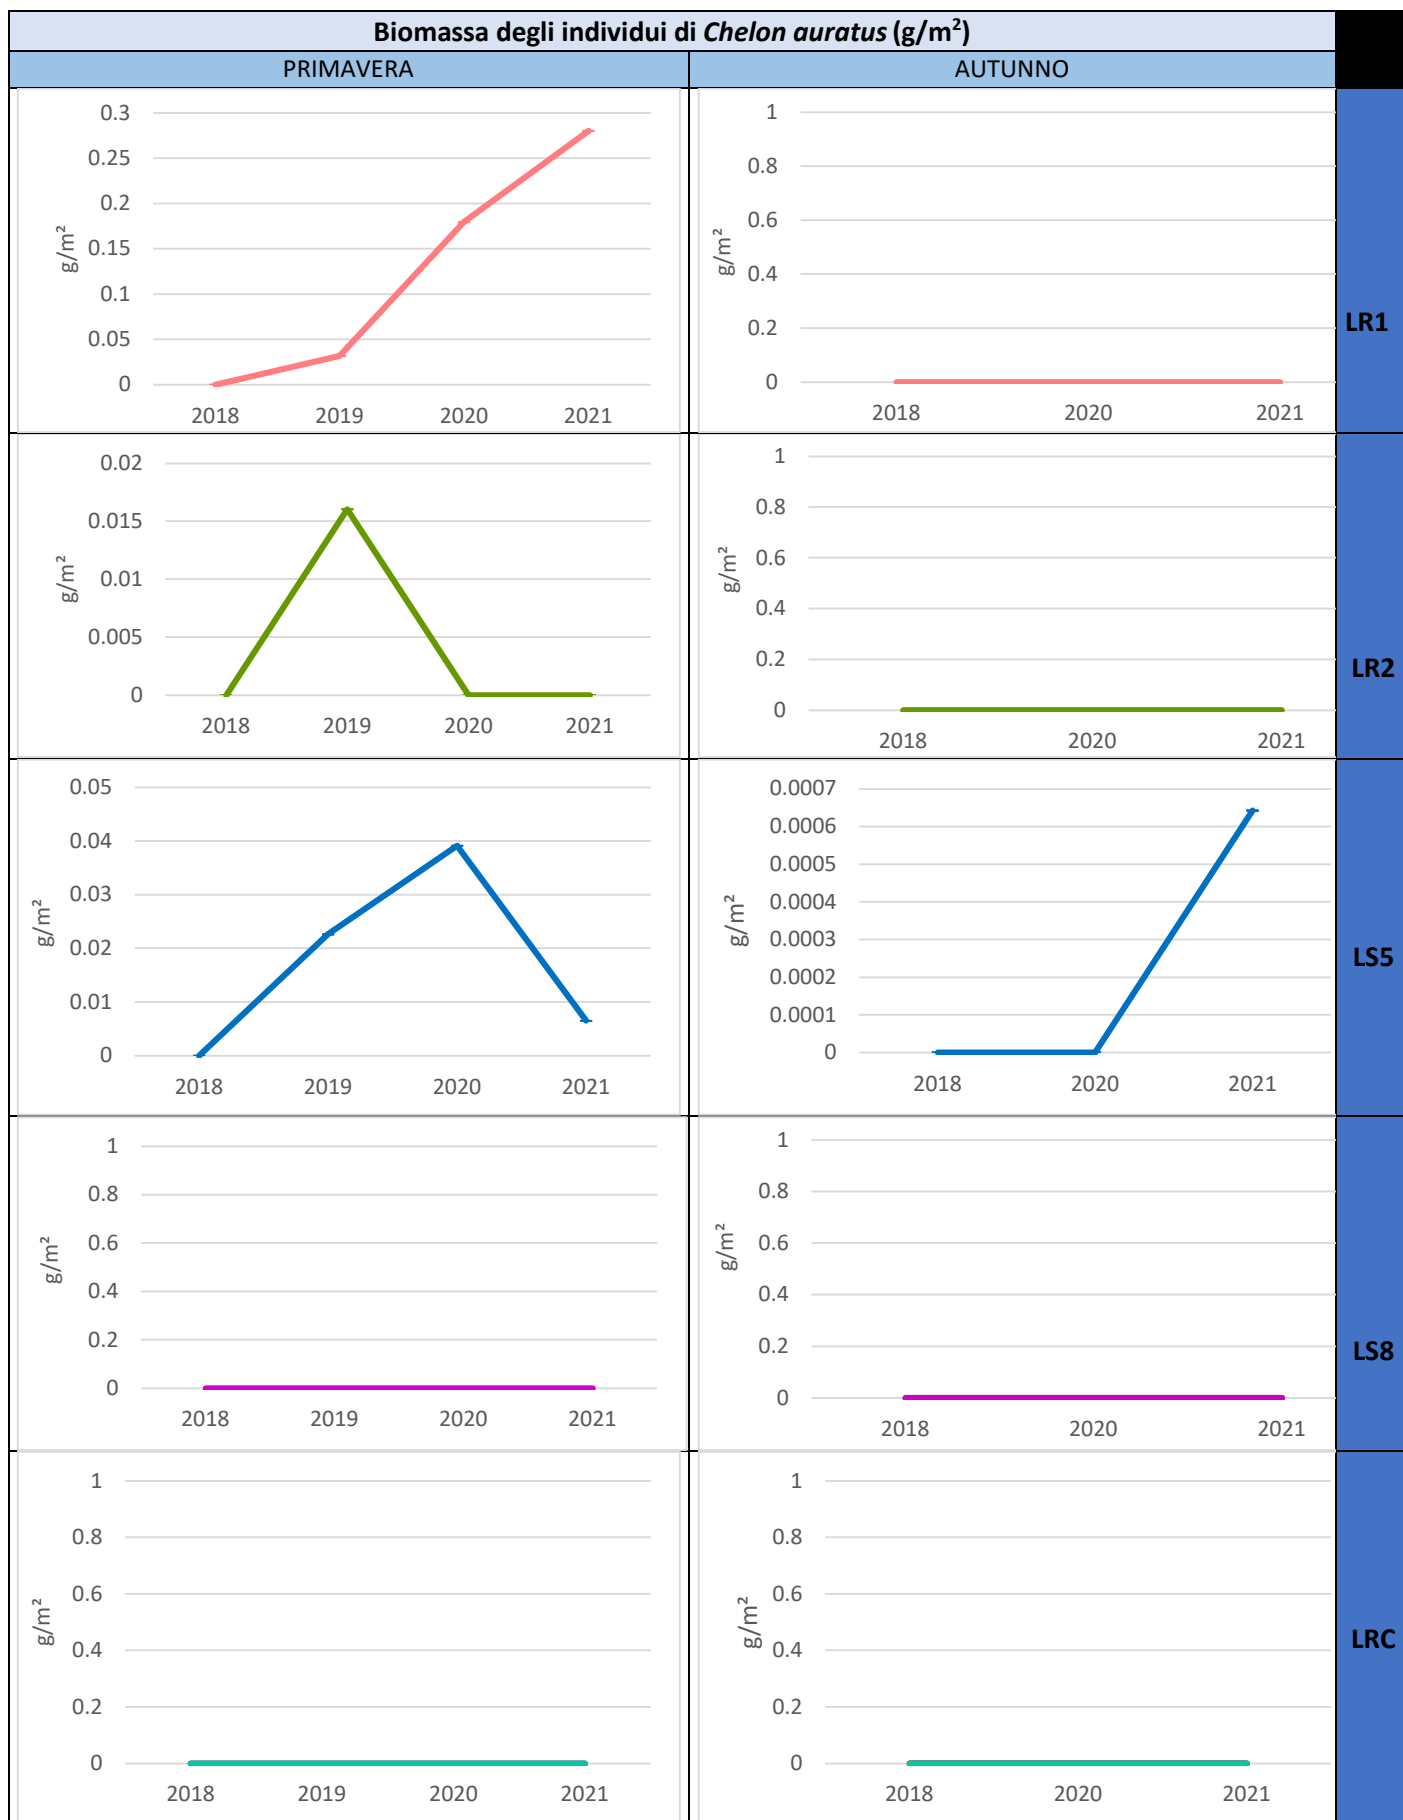 Biomassa degli individui di Chelon auratus (g/m²)
PRIMAVERA
AUTUNNO
0.3
0.25
0.2
0.15
0.1
0.05
0
g/m²
2018 2019 2020 2021
1
0.8
0.6
0.4
0.2
0
g/m²
2018 2020 2021
LR1
0.02
0.015
0.01
0.005
0
g/m²
2018 2019 2020 2021
1
0.8
0.6
0.4
0.2
0
g/m²
2018 2020 2021
LR2
0.05
0.04
0.03
0.02
0.01
0
g/m²
2018 2019 2020 2021
0.0007
0.0006
0.0005
0.0004
0.0003
0.0002
0.0001
0
g/m²
2018 2020 2021
LS5
1
0.8
0.6
0.4
0.2
0
g/m²
2018 2019 2020 2021
1
0.8
0.6
0.4
0.2
0
g/m²
2018 2020 2021
LS8
1
0.8
0.6
0.4
0.2
0
g/m²
2018 2019 2020 2021
1
0.8
0.6
0.4
0.2
0
g/m²
2018 2020 2021
LRC